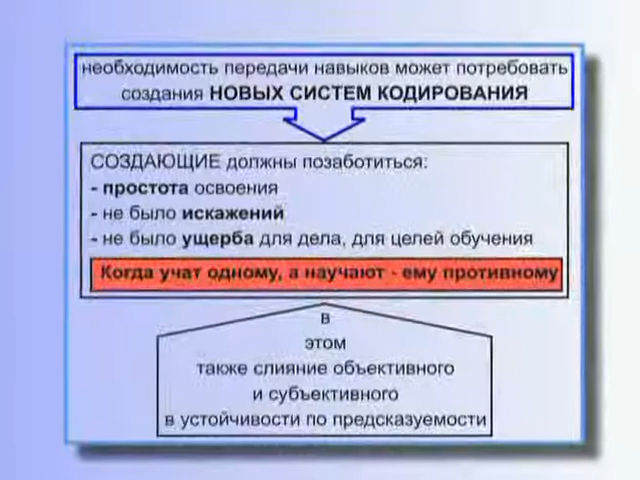 необходимость передачи навыков может потребовать
создания НОВЫХ СИСТЕМ КОДИРОВАНИЯ
СОЗДАЮЩИЕ должны позаботиться:
- простота освоения
- не было искажений
- не было ущерба для дела, для целей обучения
Когда учат одному, а научают - ему противному
в
этом
также слияние объективного
и субъективного
в устойчивости по предсказуемости